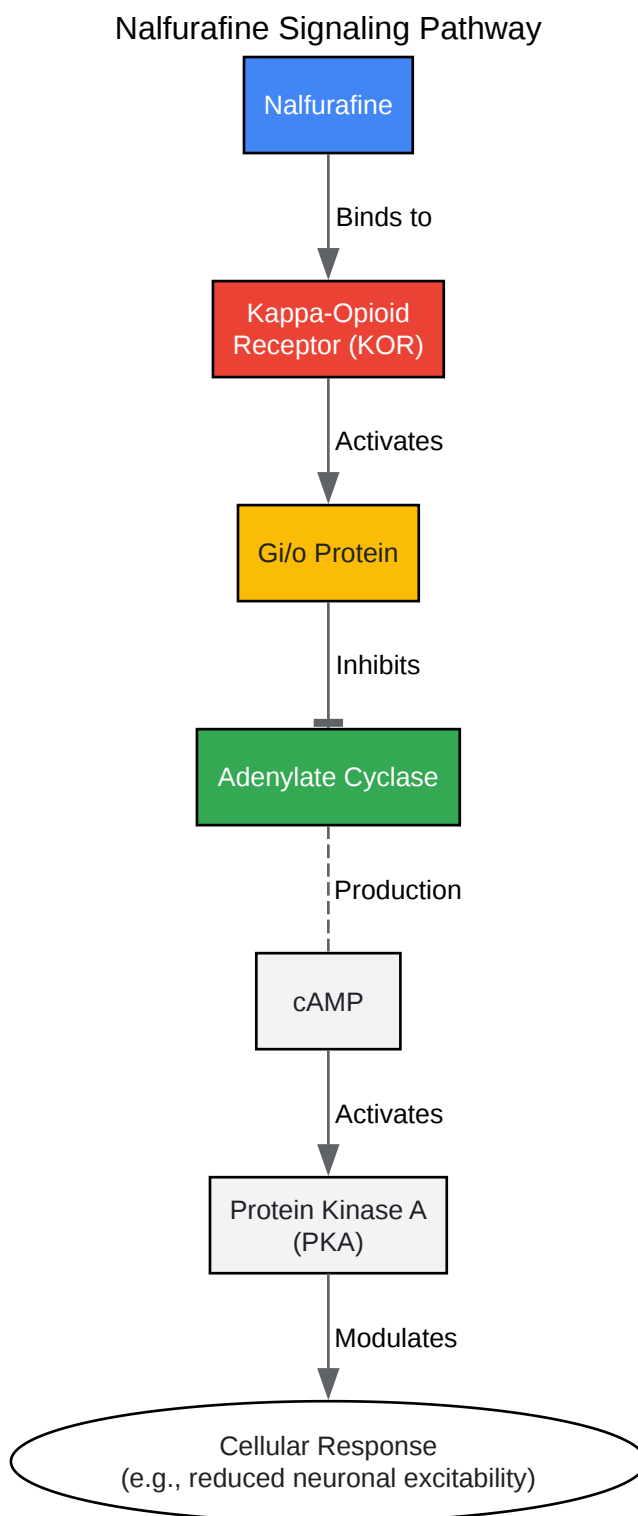 Nalfurafine Signaling Pathway
Nalfurafine
Binds to
Kappa-Opioid
Receptor (KOR)
Activates
Gi/o Protein
Inhibits
Adenylate Cyclase
Production
cAMP
Activates
Protein Kinase A
(PKA)
Modulates
Cellular Response
(e.g., reduced neuronal excitability)